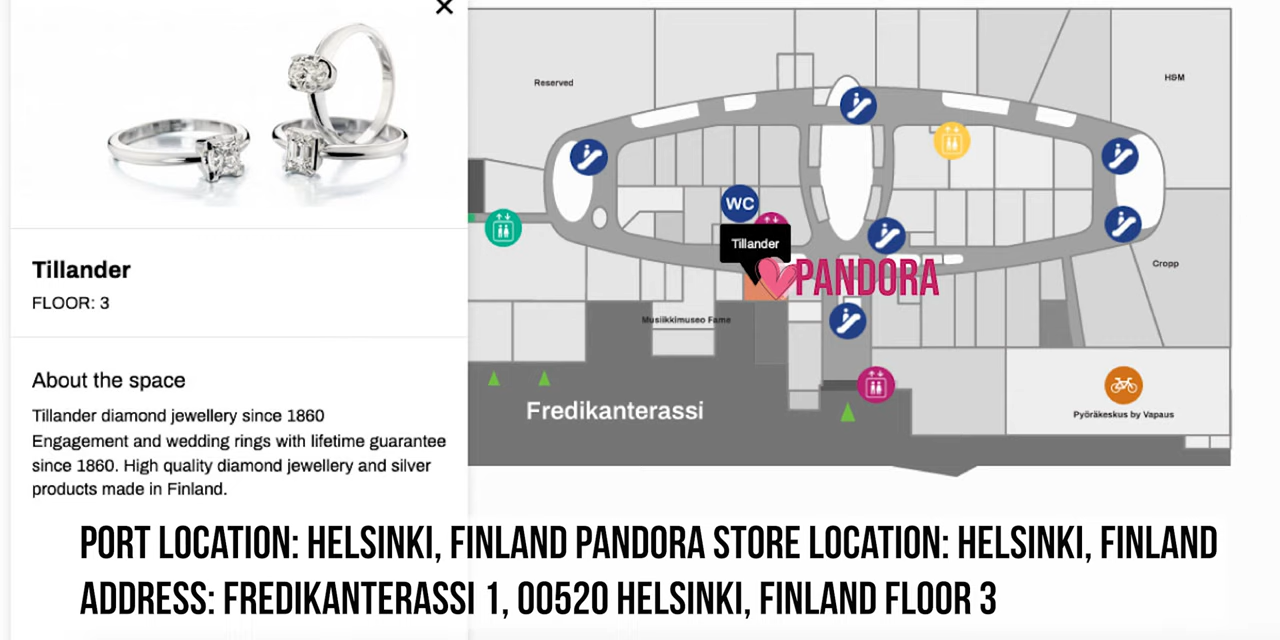 Reserved
H&M
WC
Tillander
PANDORA
Tillander
FLOOR: 3
Cropp
Musiikkimuseo Fame
About the space
Fredikanterassi
Pyöräkeskus by Vapaus
Tillander diamond jewellery since 1860
Engagement and wedding rings with lifetime guarantee
since 1860. High quality diamond jewellery and silver
products made in Finland.
PORT LOCATION: HELSINKI, FINLAND PANDORA STORE LOCATION: HELSINKI, FINLAND
ADDRESS: FREDIKANTERASSI 1, 00520 HELSINKI, FINLAND FLOOR 3